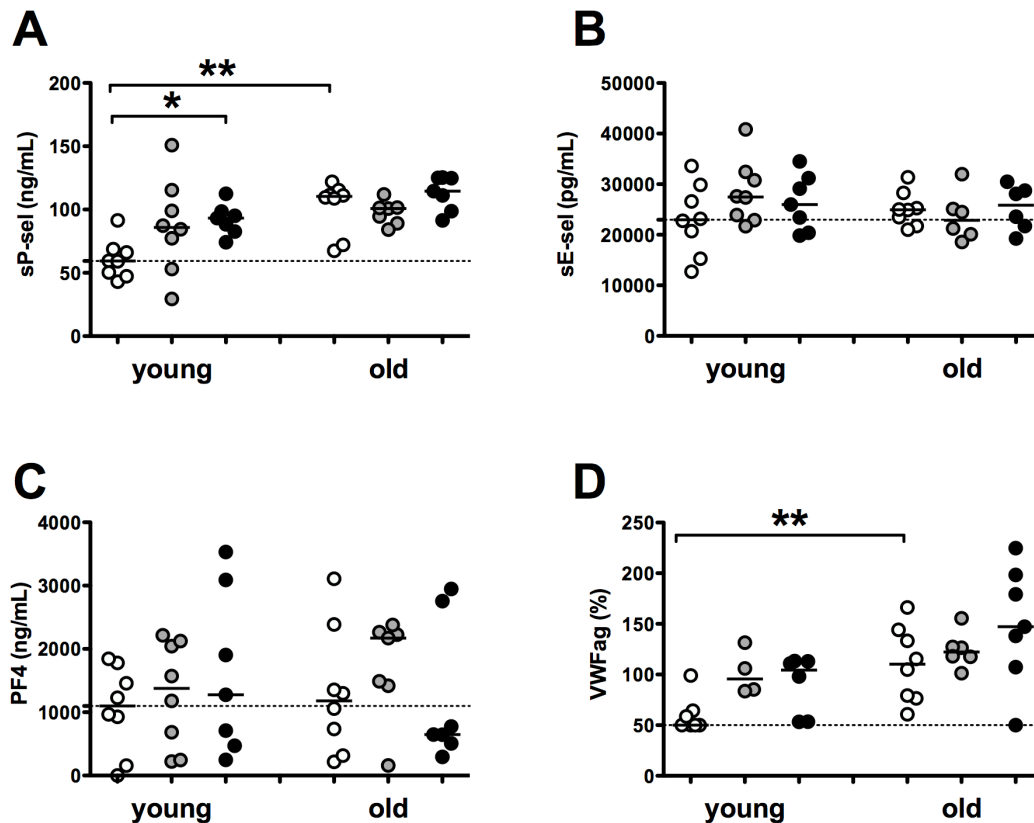 A
sP-sel (ng/mL)
200
150
100
50
0
**
*
young old
B
sE-sel (pg/mL)
50000
40000
30000
20000
10000
0
young old
C
PF4 (ng/mL)
4000
3000
2000
1000
0
young old
D
VWFag (%)
250
200
150
100
50
0
**
young old